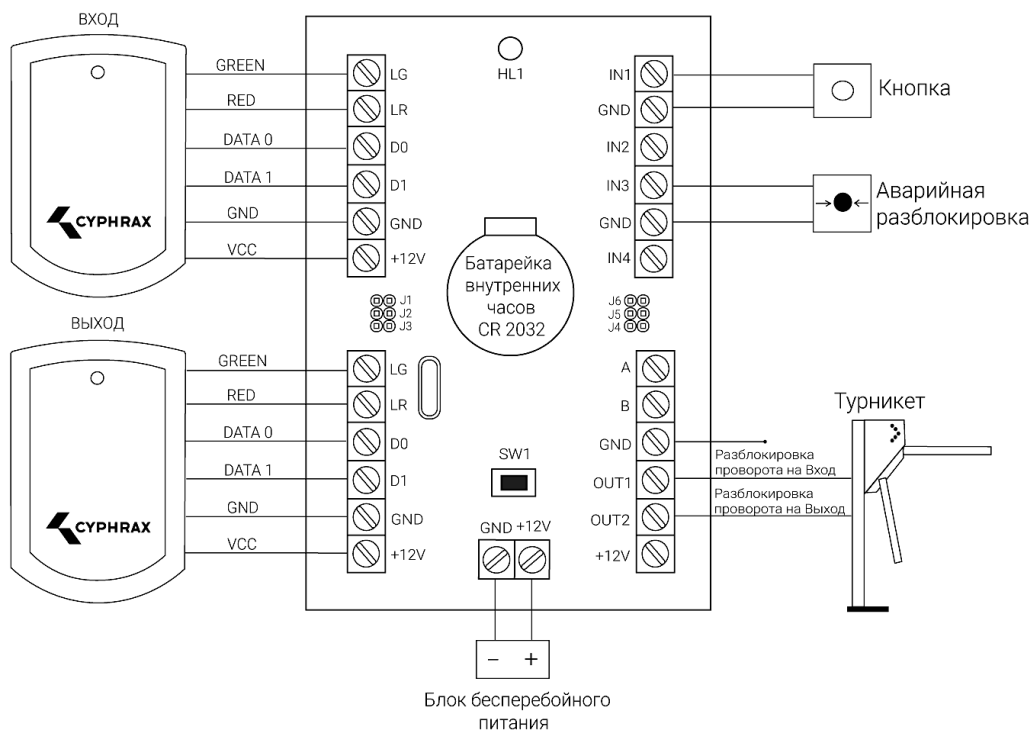 ВХОД
GREEN
RED
DATA 0
DATA 1
GND
VCC
CYPHRAX
LG
LR
D0
D1
GND
+12V
HL1
IN1
GND
IN2
IN3
GND
IN4
Кнопка
Аварийная
разблокировка
Батарейка
внутренних
часов
CR 2032
J1
J2
J3
J6
J5
J4
ВЫХОД
GREEN
RED
DATA 0
DATA 1
GND
VCC
CYPHRAX
LG
LR
D0
D1
GND
+12V
SW1
GND +12V
A
B
GND
OUT1
OUT2
+12V
Турникет
Разблокировка
проворота на Вход
Разблокировка
проворота на Выход
− +
Блок бесперебойного
питания